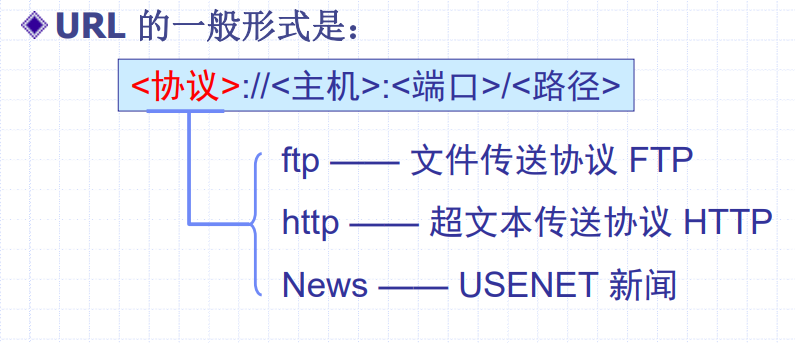 URL 的一般形式是：
<协议>://<主机>:<端口>/<路径>
ftp —— 文件传送协议 FTP
http —— 超文本传送协议 HTTP
News —— USENET 新闻